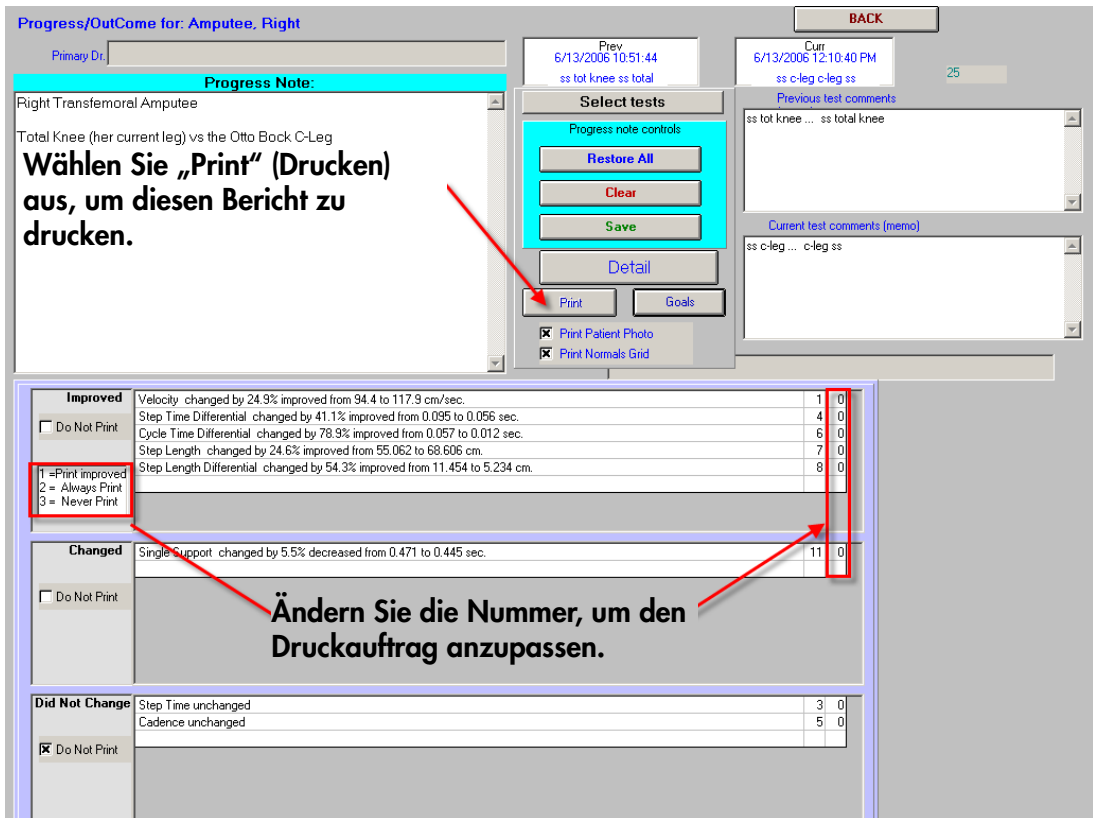 Progress/OutCome for: Amputee, Right
BACK
Primary Dr.
Prev
6/13/2006 10:51:44
ss tot knee ss total
Curr
6/13/2006 12:10:40 PM
ss c-leg c-leg ss
25
Progress Note:
Right Transfemoral Amputee
Total Knee (her current leg) vs the Otto Bock C-Leg
Wählen Sie „Print“ (Drucken)
aus, um diesen Bericht zu
drucken.
Select tests
Progress note controls
Restore All
Clear
Save
Detail
Print
Goals
Print Patient Photo
Print Normals Grid
Previous test comments
ss tot knee ... ss total knee
Current test comments (memo)
ss c-leg ... c-leg ss
Improved
Do Not Print
1 =Print improved
2 = Always Print
3 = Never Print
Velocity changed by 24.9% improved from 94.4 to 117.9 cm/sec. 1 0
Step Time Differential changed by 41.1% improved from 0.095 to 0.056 sec. 4 0
Cycle Time Differential changed by 78.9% improved from 0.057 to 0.012 sec. 6 0
Step Length changed by 24.6% improved from 55.062 to 68.606 cm. 7 0
Step Length Differential changed by 54.3% improved from 11.454 to 5.234 cm. 8 0
Changed
Do Not Print
Single Support changed by 5.5% decreased from 0.471 to 0.445 sec. 11 0
Ändern Sie die Nummer, um den
Druckauftrag anzupassen.
Did Not Change
Do Not Print
Step Time unchanged 3 0
Cadence unchanged 5 0